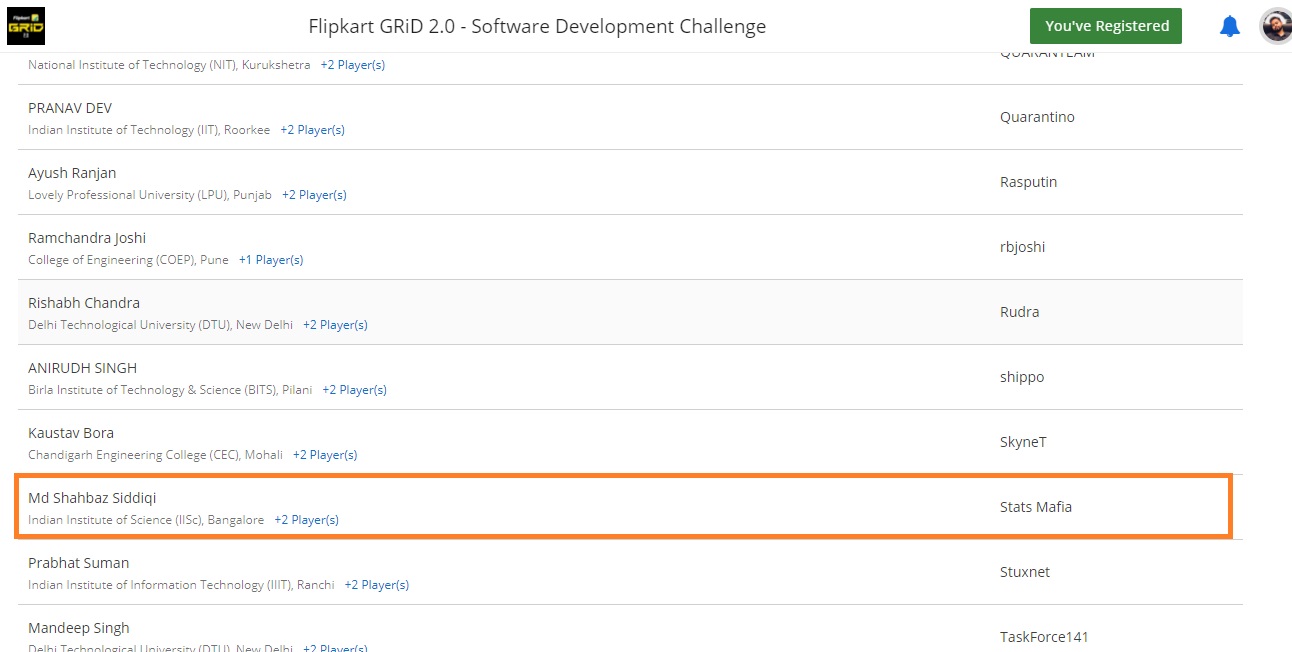 Flipkart
GRiD
Flipkart GRiD 2.0 - Software Development Challenge
You've Registered
National Institute of Technology (NIT), Kurukshetra +2 Player(s)
QUARANTEAM
PRANAV DEV
Indian Institute of Technology (IIT), Roorkee +2 Player(s)
Quarantino
Ayush Ranjan
Lovely Professional University (LPU), Punjab +2 Player(s)
Rasputin
Ramchandra Joshi
College of Engineering (COEP), Pune +1 Player(s)
rbjoshi
Rishabh Chandra
Delhi Technological University (DTU), New Delhi +2 Player(s)
Rudra
ANIRUDH SINGH
Birla Institute of Technology & Science (BITS), Pilani +2 Player(s)
shippo
Kaustav Bora
Chandigarh Engineering College (CEC), Mohali +2 Player(s)
SkyneT
Md Shahbaz Siddiqi
Indian Institute of Science (IISc), Bangalore +2 Player(s)
Stats Mafia
Prabhat Suman
Indian Institute of Information Technology (IIIT), Ranchi +2 Player(s)
Stuxnet
Mandeep Singh
Delhi Technological University (DTU), New Delhi +2 Player(s)
TaskForce141